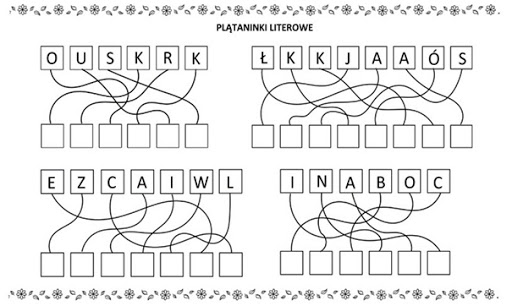 PLĄTANINKI LITEROWE
O U S K R K
Ł K K J A A Ó S
E Z C A I W L
I N A B O C